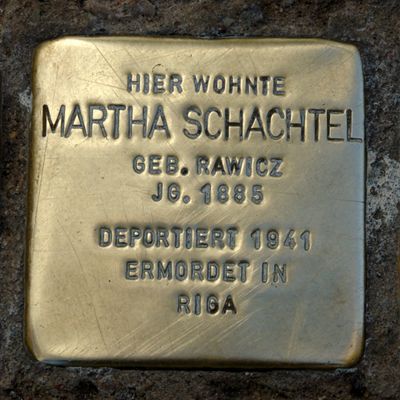 HIER WOHNTE
MARTHA SCHACHTEL
GEB. RAWICZ
JG. 1885
DEPORTIERT 1941
ERMORDET IN
RIGA